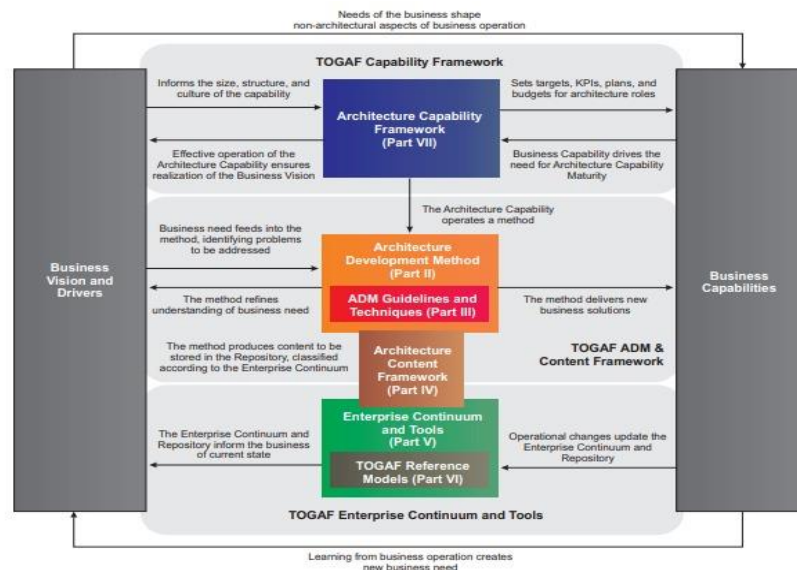 Needs of the business shape
non-architectural aspects of business operation
TOGAF Capability Framework
Informs the size, structure, and
culture of the capability
Sets targets, KPIs, plans, and
budgets for architecture roles
Architecture Capability
Framework
(Part VII)
Effective operation of the
Architecture Capability ensures
realization of the Business Vision
Business Capability drives the
need for Architecture Capability
Maturity
The Architecture Capability
operates a method
Business need feeds into the
method, identifying problems
to be addressed
Architecture
Development Method
(Part II)
Business
Vision and
Drivers
Business
Capabilities
ADM Guidelines and
Techniques (Part III)
The method refines
understanding of business need
The method delivers new
business solutions
The method produces content to be
stored in the Repository, classified
according to the Enterprise Continuum
Architecture
Content
Framework
(Part IV)
TOGAF ADM &
Content Framework
Enterprise Continuum
and Tools
(Part V)
The Enterprise Continuum and
Repository inform the business
of current state
Operational changes update the
Enterprise Continuum and
Repository
TOGAF Reference
Models (Part VI)
TOGAF Enterprise Continuum and Tools
Learning from business operation creates
new business need